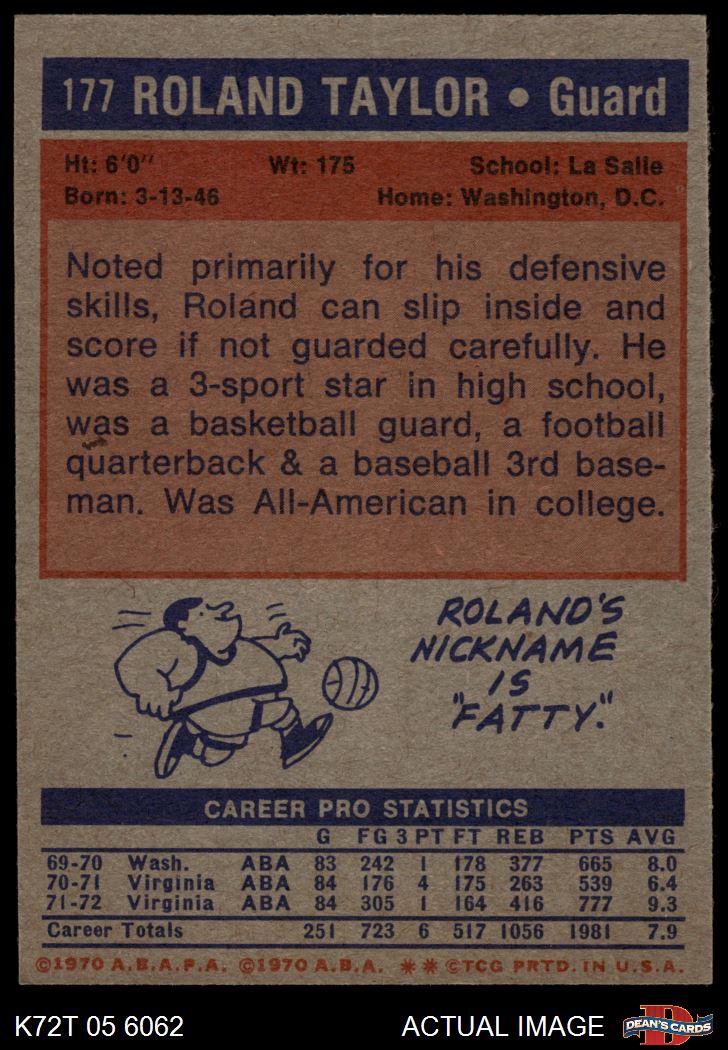 177 ROLAND TAYLOR • Guard
Ht: 6'0" Wt: 175 School: La Salle
Born: 3-13-46 Home: Washington, D.C.
Noted primarily for his defensive
skills, Roland can slip inside and
score if not guarded carefully. He
was a 3-sport star in high school,
was a basketball guard, a football
quarterback & a baseball 3rd base-
man. Was All-American in college.
ROLAND'S
NICKNAME
IS
"FATTY."
CAREER PRO STATISTICS
G FG 3 PT FT REB PTS AVG
69-70 Wash. ABA 83 242 1 178 377 665 8.0
70-71 Virginia ABA 84 176 4 175 263 539 6.4
71-72 Virginia ABA 84 305 1 164 416 777 9.3
Career Totals 251 723 6 517 1056 1981 7.9
©1970 A.B.A.P.A. ©1970 A.B.A. ** ©TCG PRTD. IN U.S.A.
K72T 05 6062 ACTUAL IMAGE DEAN'S CARDS